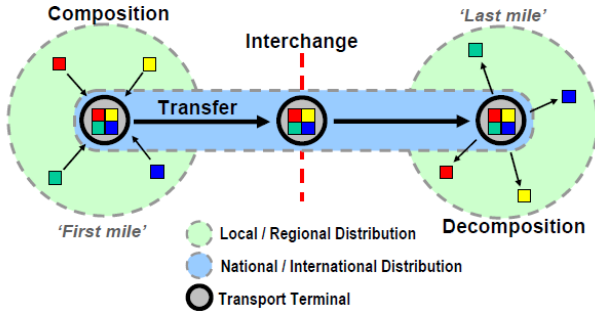 Composition
'Last mile'
Interchange
Transfer
'First mile'
Decomposition
Local / Regional Distribution
National / International Distribution
Transport Terminal